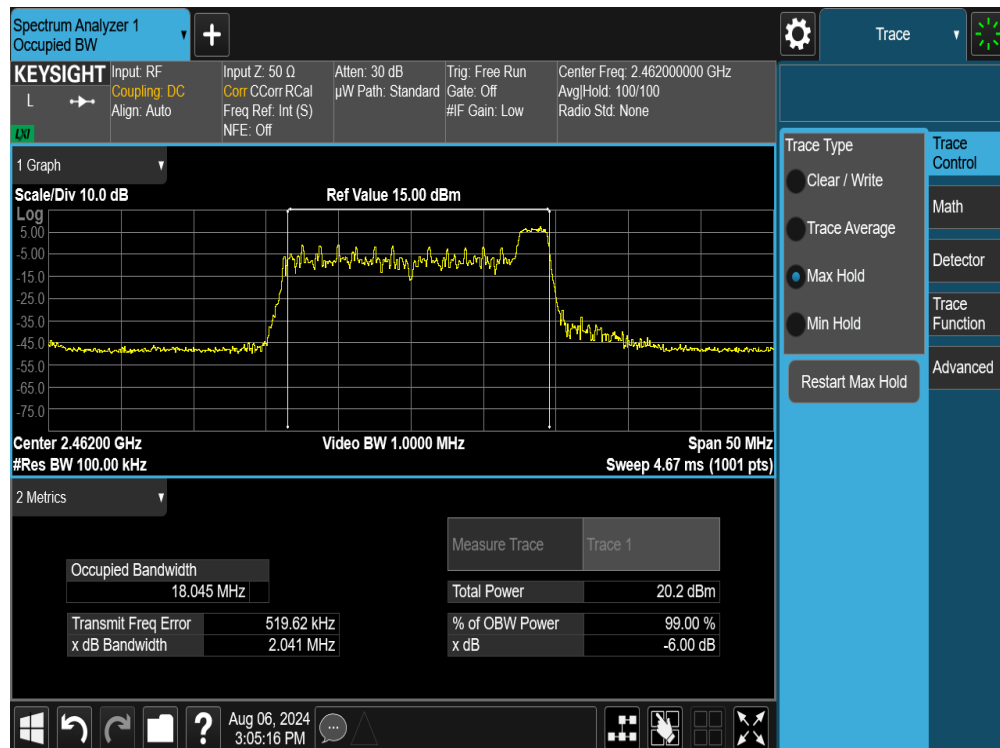 Spectrum Analyzer 1
Occupied BW
+
Trace
KEYSIGHT
L
LXI
Input: RF
Coupling: DC
Align: Auto
Input Z: 50 Ω
Corr CCorr RCal
Freq Ref: Int (S)
NFE: Off
Atten: 30 dB
µW Path: Standard
Trig: Free Run
Gate: Off
#IF Gain: Low
Center Freq: 2.462000000 GHz
Avg|Hold: 100/100
Radio Std: None
1 Graph
Scale/Div 10.0 dB
Ref Value 15.00 dBm
Log
5.00
-5.00
-15.0
-25.0
-35.0
-45.0
-55.0
-65.0
-75.0
Center 2.46200 GHz
Video BW 1.0000 MHz
Span 50 MHz
#Res BW 100.00 kHz
Sweep 4.67 ms (1001 pts)
2 Metrics
Measure Trace
Trace 1
Occupied Bandwidth
18.045 MHz
Total Power
20.2 dBm
Transmit Freq Error
519.62 kHz
% of OBW Power
99.00 %
x dB Bandwidth
2.041 MHz
x dB
-6.00 dB
Trace Type
Clear / Write
Trace Average
Max Hold
Min Hold
Restart Max Hold
Trace
Control
Math
Detector
Trace
Function
Advanced
?
Aug 06, 2024
3:05:16 PM